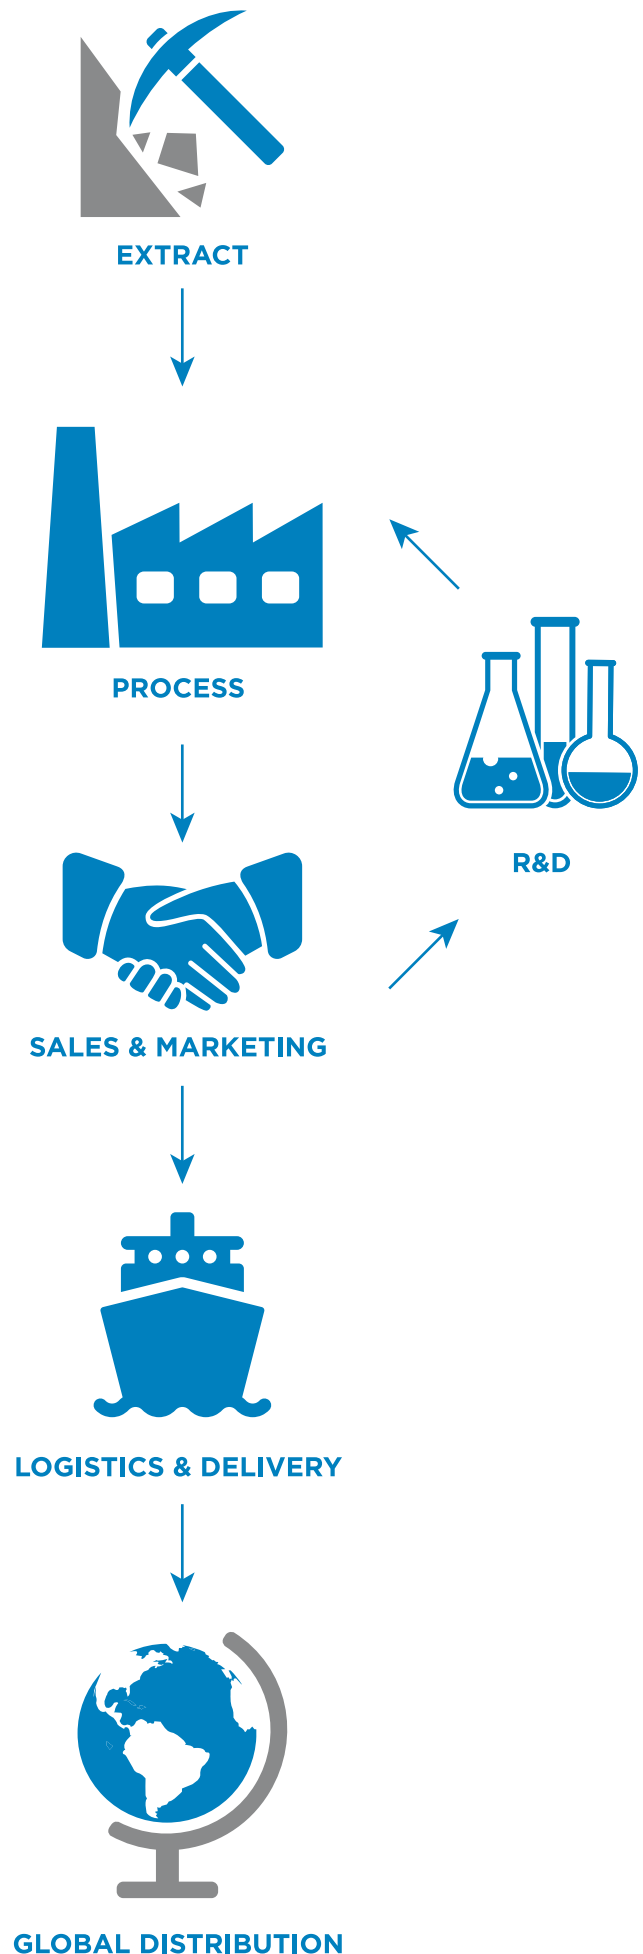 EXTRACT
PROCESS
R&D
SALES & MARKETING
LOGISTICS & DELIVERY
GLOBAL DISTRIBUTION